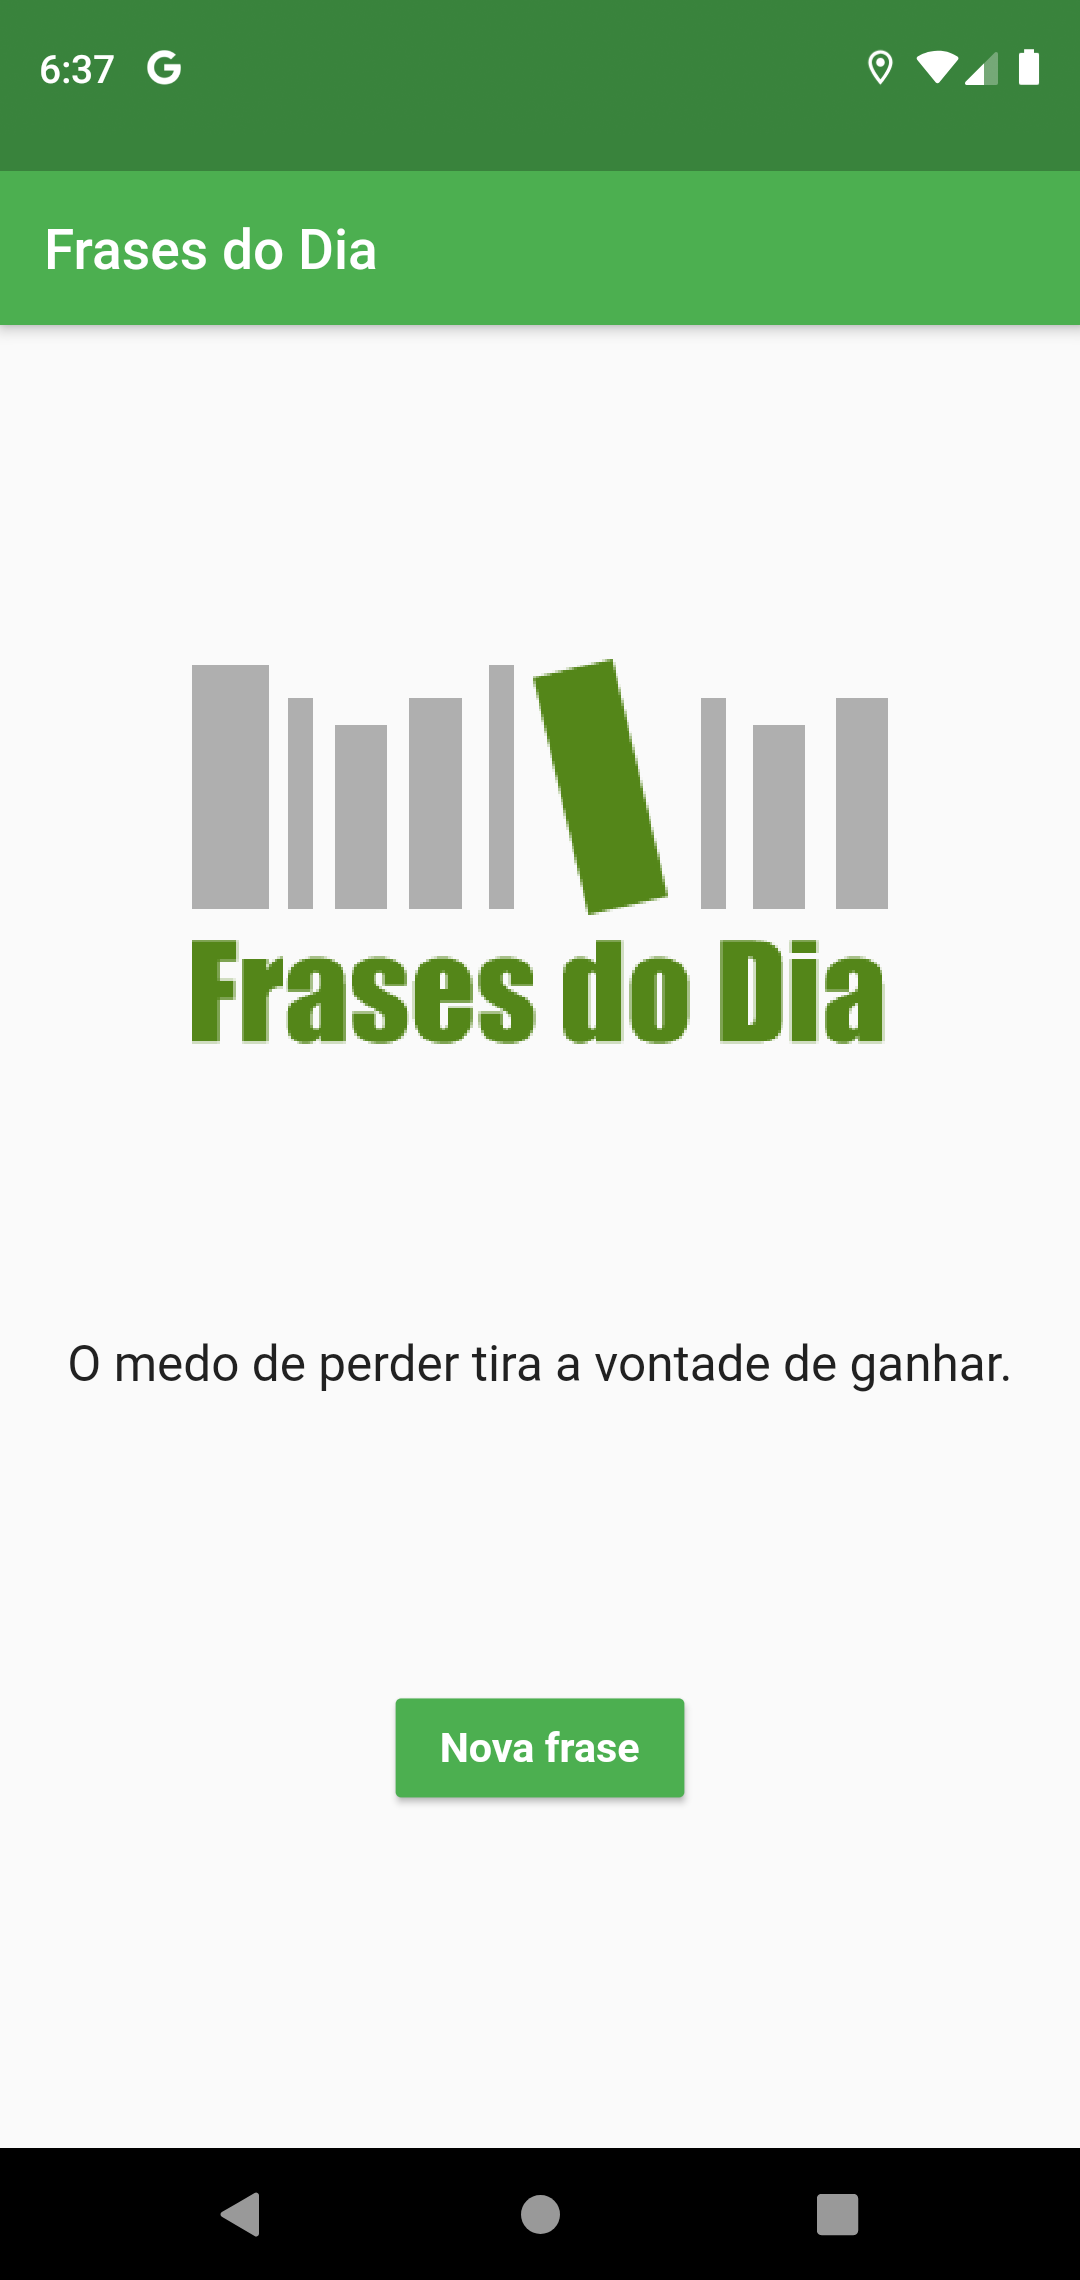 6:37 G
Frases do Dia
Frases do Dia
O medo de perder tira a vontade de ganhar.
Nova frase